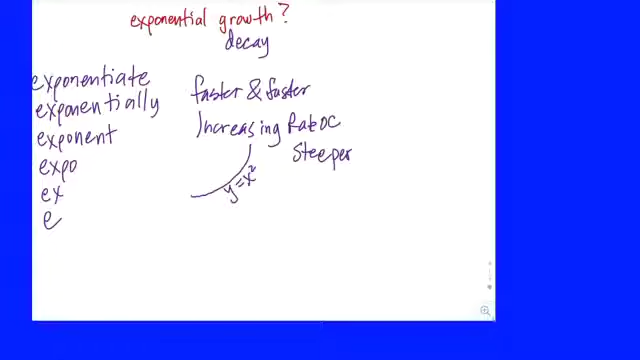 exponential growth?
decay
exponentiate
exponentially
exponent
expo
ex
e
faster & faster
Increasing RateOC
Steeper
y=x²